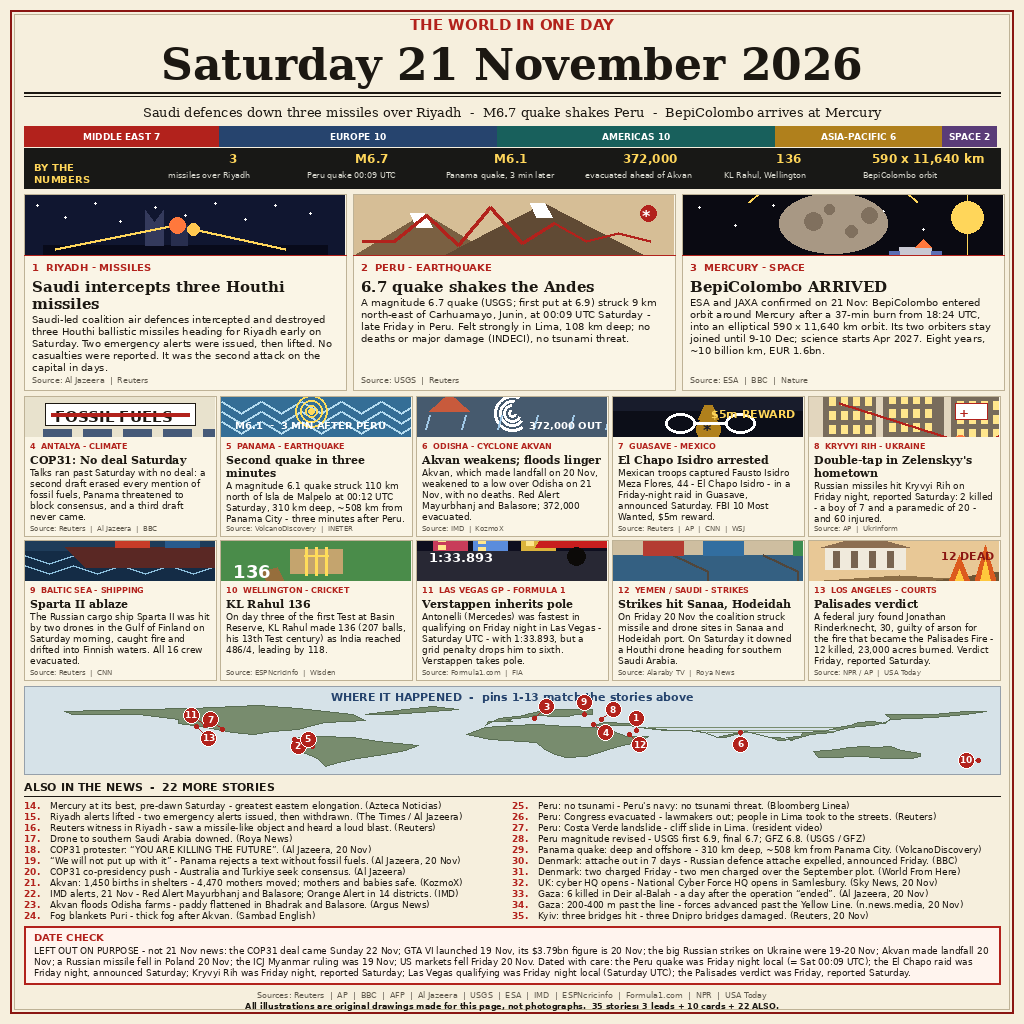 THE WORLD IN ONE DAY
Saturday 21 November 2026
Saudi defences down three missiles over Riyadh - M6.7 quake shakes Peru - BepiColombo arrives at Mercury
MIDDLE EAST 7
EUROPE 10
AMERICAS 10
ASIA-PACIFIC 6
SPACE 2
BY THE
NUMBERS
3
missiles over Riyadh
M6.7
Peru quake 00:09 UTC
M6.1
Panama quake, 3 min later
372,000
evacuated ahead of Akvan
136
KL Rahul, Wellington
590 x 11,640 km
BepiColombo orbit
1 RIYADH - MISSILES
Saudi intercepts three Houthi
missiles
Saudi-led coalition air defences intercepted and destroyed
three Houthi ballistic missiles heading for Riyadh early on
Saturday. Two emergency alerts were issued, then lifted. No
casualties were reported. It was the second attack on the
capital in days.
Source: Al Jazeera | Reuters
*
2 PERU - EARTHQUAKE
6.7 quake shakes the Andes
A magnitude 6.7 quake (USGS; first put at 6.9) struck 9 km
north-east of Carhuamayo, Junin, at 00:09 UTC Saturday -
late Friday in Peru. Felt strongly in Lima, 108 km deep; no
deaths or major damage (INDECI), no tsunami threat.
Source: USGS | Reuters
3 MERCURY - SPACE
BepiColombo ARRIVED
ESA and JAXA confirmed on 21 Nov: BepiColombo entered
orbit around Mercury after a 37-min burn from 18:24 UTC,
into an elliptical 590 x 11,640 km orbit. Its two orbiters stay
joined until 9-10 Dec; science starts Apr 2027. Eight years,
~10 billion km, EUR 1.6bn.
Source: ESA | BBC | Nature
FOSSIL FUELS
4 ANTALYA - CLIMATE
COP31: No deal Saturday
Talks ran past Saturday with no deal: a
second draft erased every mention of
fossil fuels, Panama threatened to
block consensus, and a third draft
never came.
Source: Reuters | Al Jazeera | BBC
M6.1 - 3 MIN AFTER PERU
5 PANAMA - EARTHQUAKE
Second quake in three
minutes
A magnitude 6.1 quake struck 110 km
north of Isla de Malpelo at 00:12 UTC
Saturday, 310 km deep, ~508 km from
Panama City - three minutes after Peru.
Source: VolcanoDiscovery | INETER
372,000 OUT
6 ODISHA - CYCLONE AKVAN
Akvan weakens; floods linger
Akvan, which made landfall on 20 Nov,
weakened to a low over Odisha on 21
Nov, with no deaths. Red Alert
Mayurbhanj and Balasore; 372,000
evacuated.
Source: IMD | KozmoX
$5m REWARD
*
7 GUASAVE - MEXICO
El Chapo Isidro arrested
Mexican troops captured Fausto Isidro
Meza Flores, 44 - El Chapo Isidro - in a
Friday-night raid in Guasave,
announced Saturday. FBI 10 Most
Wanted, $5m reward.
Source: Reuters | AP | CNN | WSJ
+
8 KRYVYI RIH - UKRAINE
Double-tap in Zelenskyy's
hometown
Russian missiles hit Kryvyi Rih on
Friday night, reported Saturday: 2 killed
- a boy of 7 and a paramedic of 20 -
and 60 injured.
Source: AP | Ukrinform
9 BALTIC SEA - SHIPPING
Sparta II ablaze
The Russian cargo ship Sparta II was hit
by two drones in the Gulf of Finland on
Saturday morning, caught fire and
drifted into Finnish waters. All 16 crew
evacuated.
Source: Reuters | CNN
136
10 WELLINGTON - CRICKET
KL Rahul 136
On day three of the first Test at Basin
Reserve, KL Rahul made 136 (207 balls,
his 13th Test century) as India reached
486/4, leading by 118.
Source: ESPNcricinfo | Wisden
1:33.893
11 LAS VEGAS GP - FORMULA 1
Verstappen inherits pole
Antonelli (Mercedes) was fastest in
qualifying on Friday night in Las Vegas -
Saturday UTC - with 1:33.893, but a
grid penalty drops him to sixth.
Verstappen takes pole.
Source: Formula1.com | FIA
12 YEMEN / SAUDI - STRIKES
Strikes hit Sanaa, Hodeidah
On Friday 20 Nov the coalition struck
missile and drone sites in Sanaa and
Hodeidah port. On Saturday it downed
a Houthi drone heading for southern
Saudi Arabia.
Source: Alaraby TV | Roya News
12 DEAD
13 LOS ANGELES - COURTS
Palisades verdict
A federal jury found Jonathan
Rinderknecht, 30, guilty of arson for
the fire that became the Palisades Fire -
12 killed, 23,000 acres burned. Verdict
Friday, reported Saturday.
Source: NPR / AP | USA Today
WHERE IT HAPPENED - pins 1-13 match the stories above
11
7
13
2
5
3
9
8
1
4
12
6
10
ALSO IN THE NEWS - 22 MORE STORIES
14. Mercury at its best, pre-dawn Saturday - greatest eastern elongation. (Azteca Noticias)
15. Riyadh alerts lifted - two emergency alerts issued, then withdrawn. (The Times / Al Jazeera)
16. Reuters witness in Riyadh - saw a missile-like object and heard a loud blast. (Reuters)
17. Drone to southern Saudi Arabia downed. (Roya News)
18. COP31 protester: “YOU ARE KILLING THE FUTURE”. (Al Jazeera, 20 Nov)
19. “We will not put up with it” - Panama rejects a text without fossil fuels. (Al Jazeera, 20 Nov)
20. COP31 co-presidency push - Australia and Turkiye seek consensus. (Al Jazeera)
21. Akvan: 1,450 births in shelters - 4,470 mothers moved; mothers and babies safe. (KozmoX)
22. IMD alerts, 21 Nov - Red Alert Mayurbhanj and Balasore; Orange Alert in 14 districts. (IMD)
23. Akvan floods Odisha farms - paddy flattened in Bhadrak and Balasore. (Argus News)
24. Fog blankets Puri - thick fog after Akvan. (Sambad English)
25. Peru: no tsunami - Peru's navy: no tsunami threat. (Bloomberg Linea)
26. Peru: Congress evacuated - lawmakers out; people in Lima took to the streets. (Reuters)
27. Peru: Costa Verde landslide - cliff slide in Lima. (resident video)
28. Peru magnitude revised - USGS first 6.9, final 6.7; GFZ 6.8. (USGS / GFZ)
29. Panama quake: deep and offshore - 310 km deep, ~508 km from Panama City. (VolcanoDiscovery)
30. Denmark: attache out in 7 days - Russian defence attache expelled, announced Friday. (BBC)
31. Denmark: two charged Friday - two men charged over the September plot. (World From Here)
32. UK: cyber HQ opens - National Cyber Force HQ opens in Samlesbury. (Sky News, 20 Nov)
33. Gaza: 6 killed in Deir al-Balah - day after the operation “ended”. (Al Jazeera, 20 Nov)
34. Gaza: 200-400 m past the line - forces advanced past the Yellow Line. (n.news.media, 20 Nov)
35. Kyiv: three bridges hit - three Dnipro bridges damaged. (Reuters, 20 Nov)
DATE CHECK
LEFT OUT ON PURPOSE - not 21 Nov news: the COP31 deal came Sunday 22 Nov; GTA VI launched 19 Nov, its $3.79bn figure is 20 Nov; the big Russian strikes on Ukraine were 19-20 Nov; Akvan made landfall 20
Nov; a Russian missile fell in Poland 20 Nov; the ICJ Myanmar ruling was 19 Nov; US markets fell Friday 20 Nov. Dated with care: the Peru quake was Friday night local (= Sat 00:09 UTC); the El Chapo raid was
Friday night, announced Saturday; Kryvyi Rih was Friday night, reported Saturday; Las Vegas qualifying was Friday night local (Saturday UTC); the Palisades verdict was Friday, reported Saturday.
Sources: Reuters | AP | BBC | AFP | Al Jazeera | USGS | ESA | IMD | ESPNcricinfo | Formula1.com | NPR | USA Today
All illustrations are original drawings made for this page, not photographs. 35 stories: 3 leads + 10 cards + 22 ALSO.